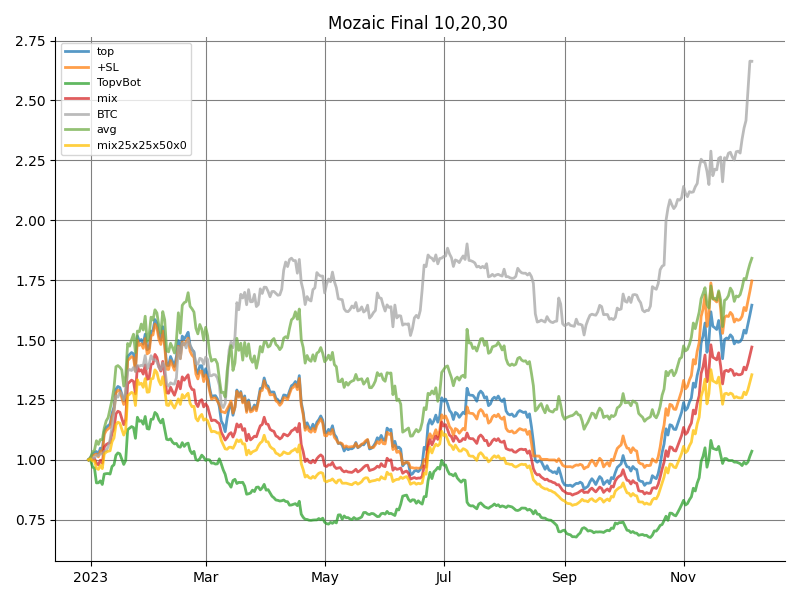 Mozaic Final 10,20,30
2.75
2.50
2.25
2.00
1.75
1.50
1.25
1.00
0.75
top
+SL
TopvBot
mix
BTC
avg
mix25x25x50x0
2023 Mar May Jul Sep Nov